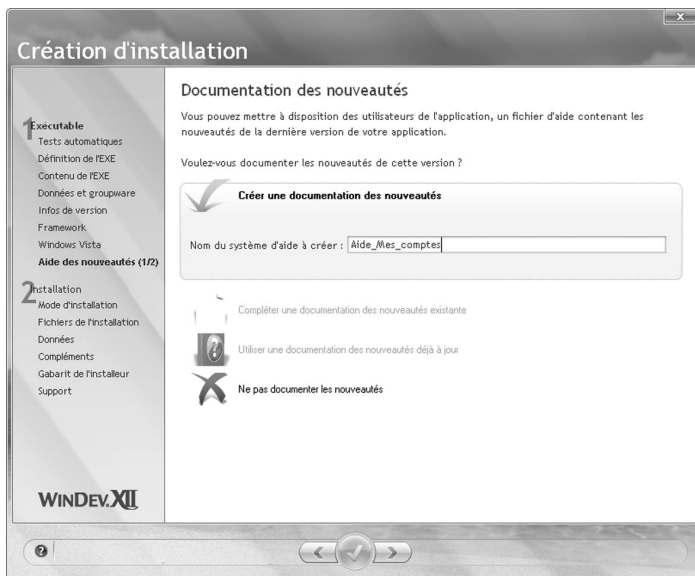 X
Création d'installation
1 Exécutable
Tests automatiques
Définition de l'EXE
Contenu de l'EXE
Données et groupware
Infos de version
Framework
Windows Vista
Aide des nouveautés (1/2)
2 Installation
Mode d'installation
Fichiers de l'installation
Données
Compléments
Gabarit de l'installeur
Support
WINDEV.XII
Documentation des nouveautés
Vous pouvez mettre à disposition des utilisateurs de l'application, un fichier d'aide contenant les
nouveautés de la dernière version de votre application.
Voulez-vous documenter les nouveautés de cette version ?
Créer une documentation des nouveautés
Nom du système d'aide à créer : Aide_Mes_comptes
Compléter une documentation des nouveautés existante
Utiliser une documentation des nouveautés déjà à jour
Ne pas documenter les nouveautés
?